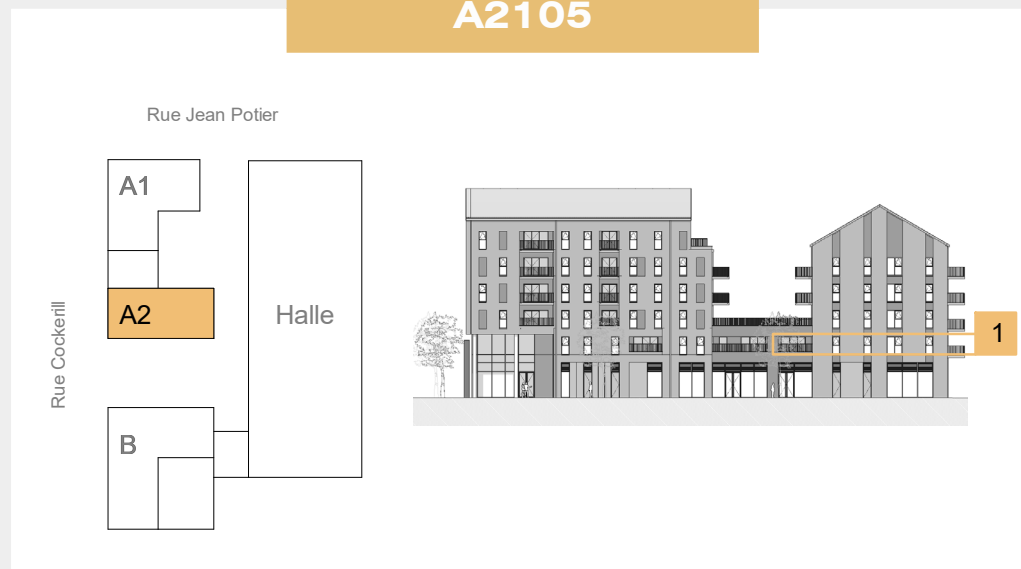 A2105
Rue Jean Potier
A1
A2
Halle
Rue Cockerill
B
1